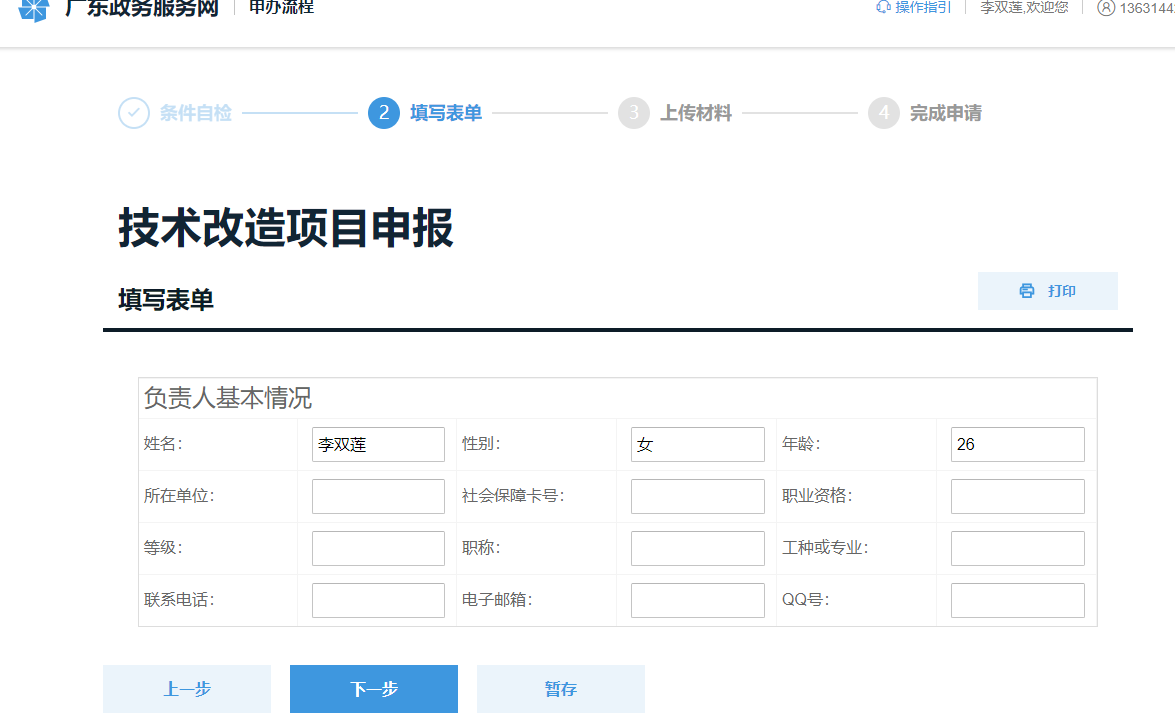 广东政务服务网 申办流程 操作指引 李双莲,欢迎您 13631442
条件自检 2 填写表单 3 上传材料 4 完成申请
技术改造项目申报
填写表单 打印
负责人基本情况
姓名: 李双莲 性别: 女 年龄: 26
所在单位: 社会保障卡号: 职业资格:
等级: 职称: 工种或专业:
联系电话: 电子邮箱: QQ号:
上一步 下一步 暂存